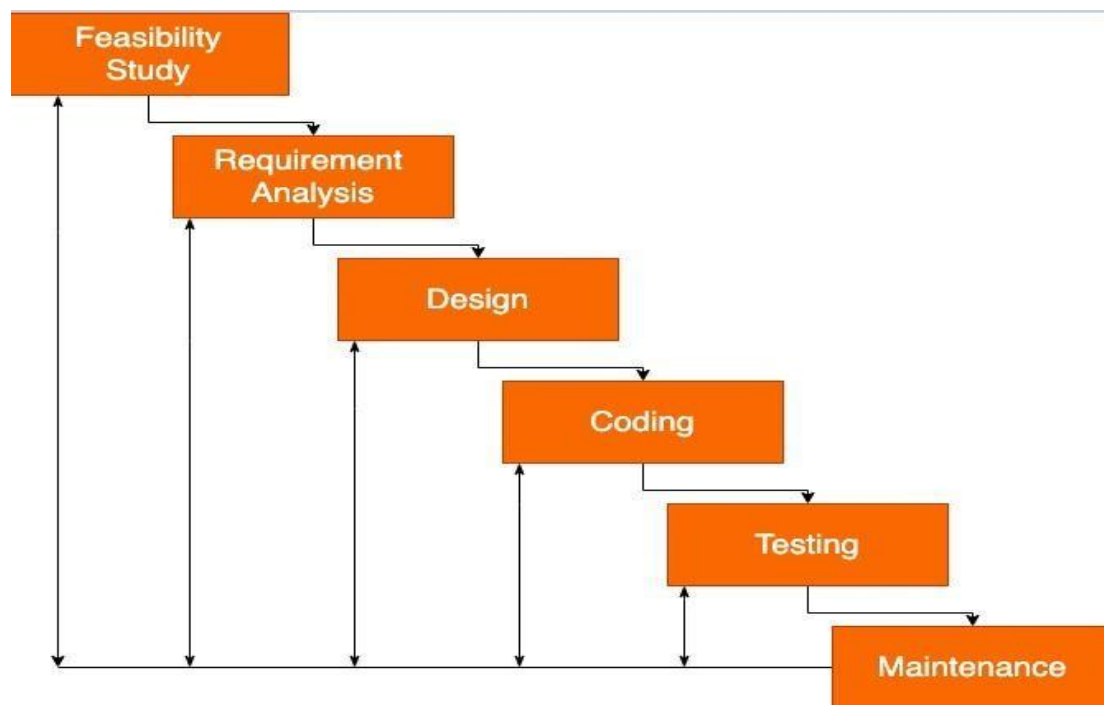 Feasibility
Study
Requirement
Analysis
Design
Coding
Testing
Maintenance